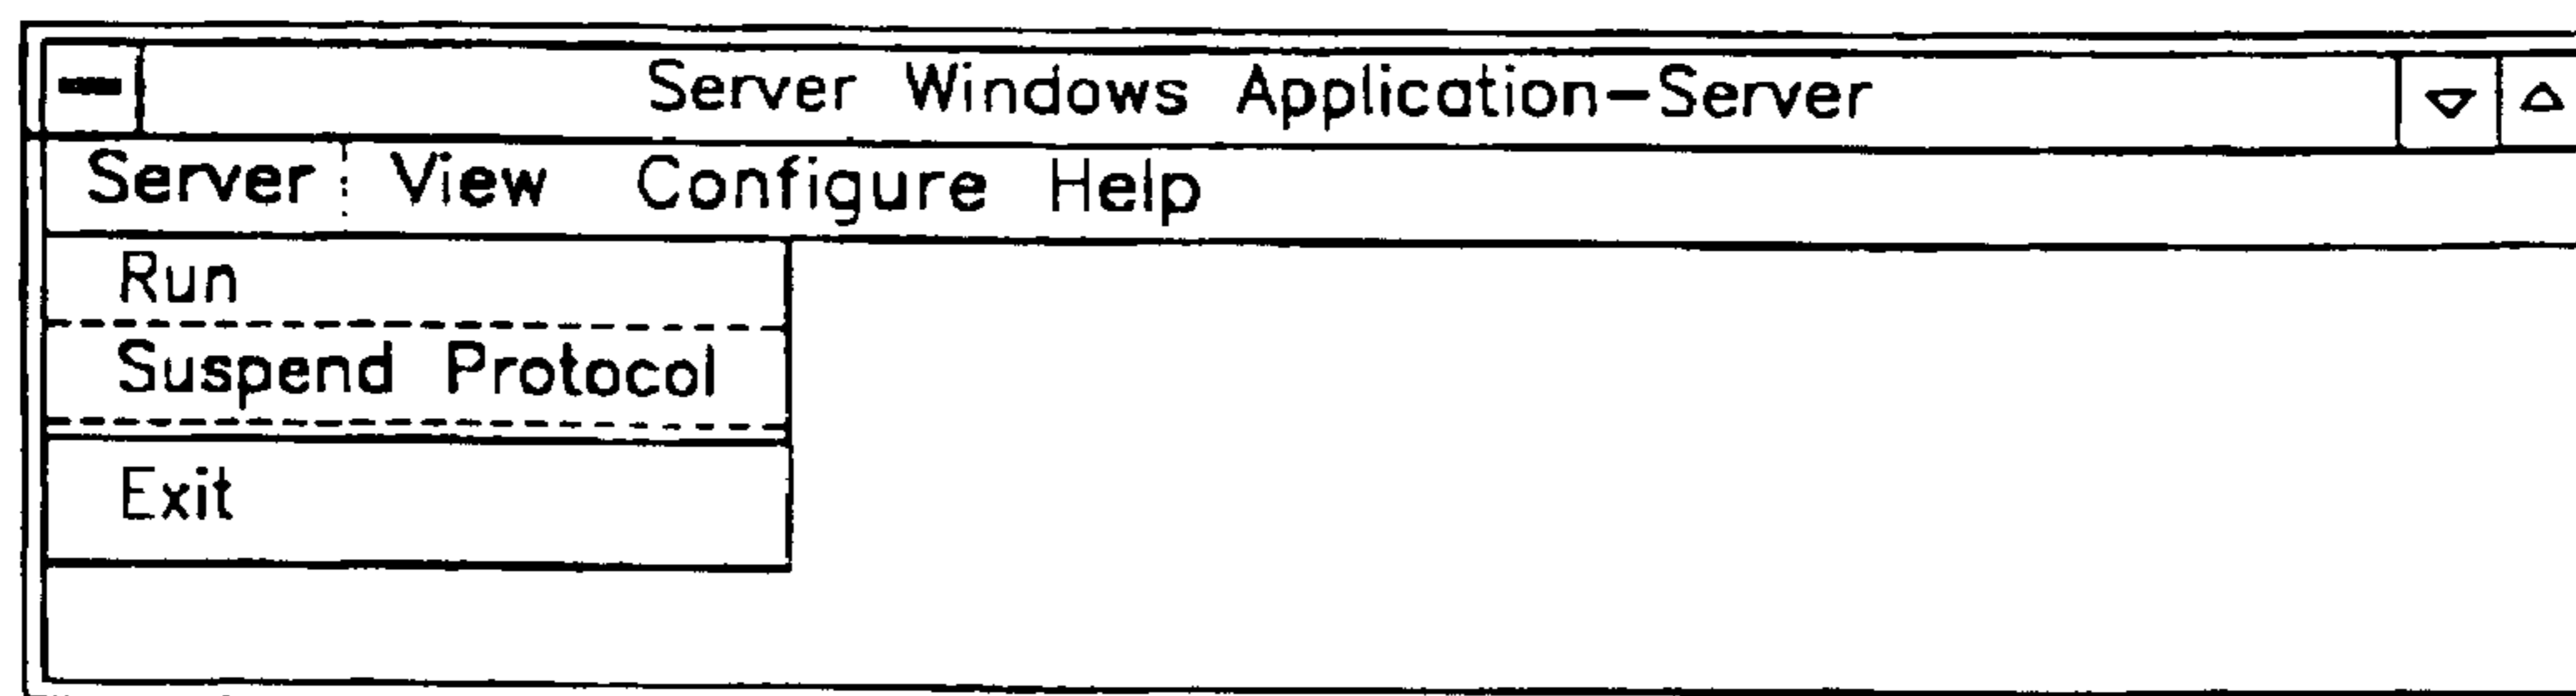 Server Windows Application-Server
Server View Configure Help
Run
Suspend Protocol
Exit